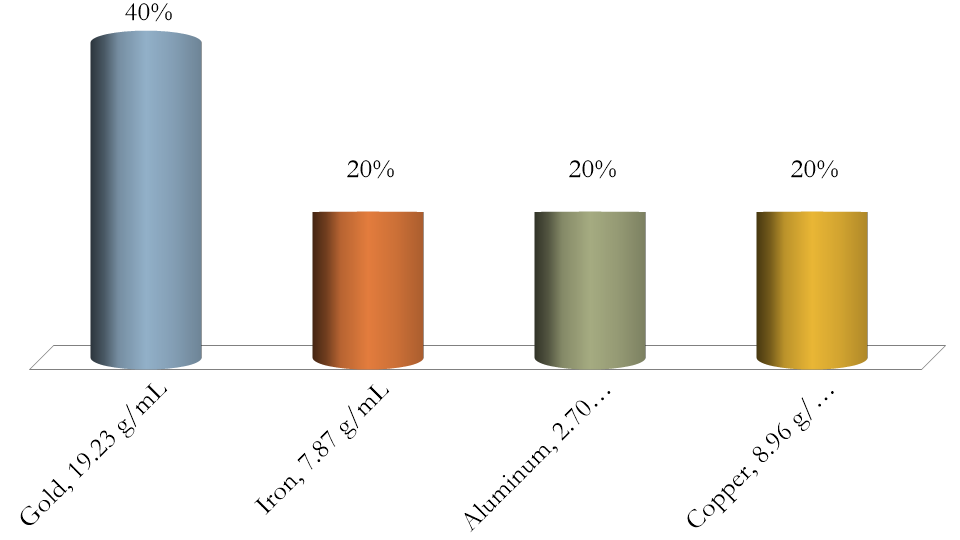 40%
20%
20%
20%
Gold, 19.23 g/mL
Iron, 7.87 g/mL
Aluminum, 2.70…
Copper, 8.96 g/ …